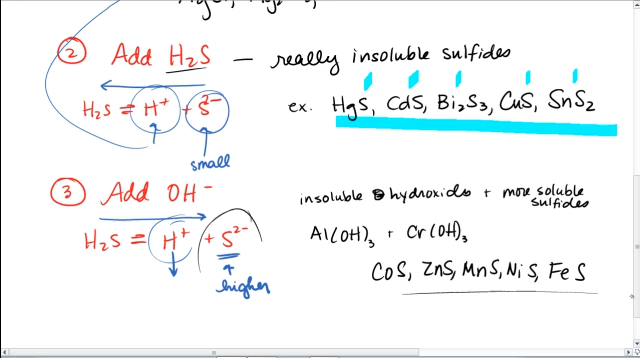 ② Add H₂S — really insoluble sulfides
H₂S = H⁺ + S²⁻
ex. HgS, CdS, Bi₂S₃, CuS, SnS₂
small
③ Add OH⁻
insoluble hydroxides + more soluble
sulfides
H₂S = H⁺ + S²⁻
Al(OH)₃ + Cr(OH)₃
CoS, ZnS, MnS, NiS, FeS
higher